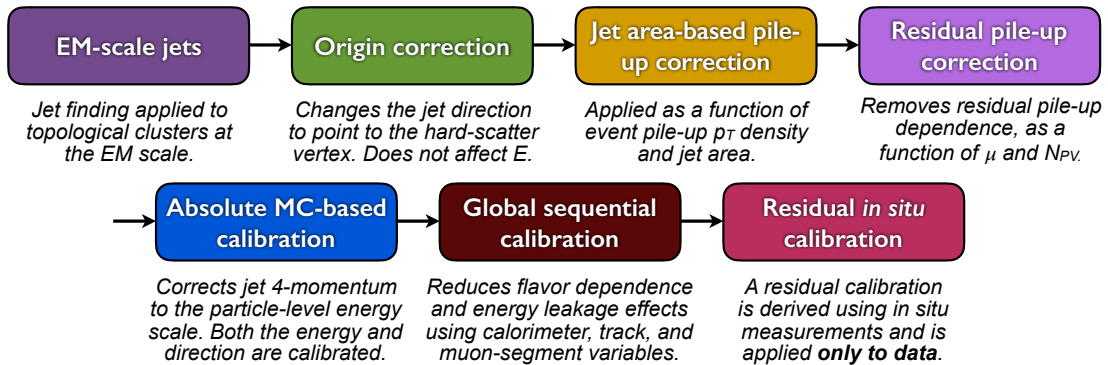 EM-scale jets
Jet finding applied to
topological clusters at
the EM scale.
Origin correction
Changes the jet direction
to point to the hard-scatter
vertex. Does not affect E.
Jet area-based pile-
up correction
Applied as a function of
event pile-up pT density
and jet area.
Residual pile-up
correction
Removes residual pile-up
dependence, as a
function of μ and NPV.
Absolute MC-based
calibration
Corrects jet 4-momentum
to the particle-level energy
scale. Both the energy and
direction are calibrated.
Global sequential
calibration
Reduces flavor dependence
and energy leakage effects
using calorimeter, track, and
muon-segment variables.
Residual in situ
calibration
A residual calibration
is derived using in situ
measurements and is
applied only to data.